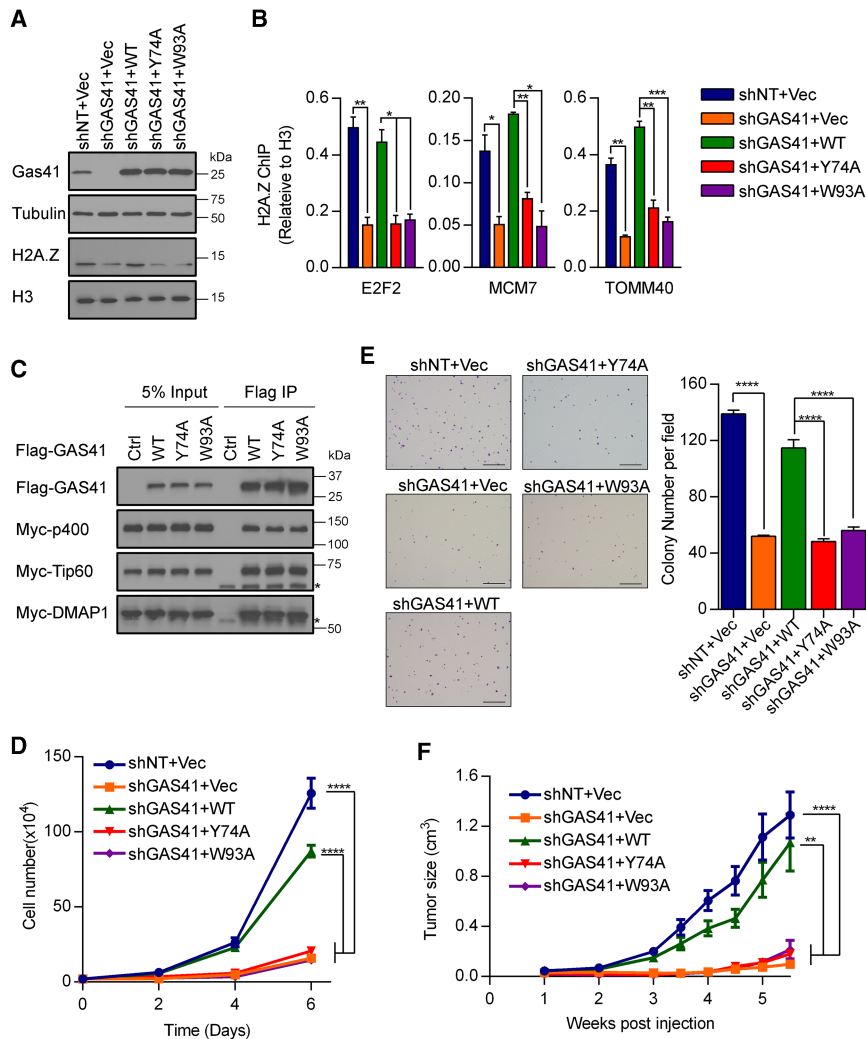 A
shNT+Vec
shGAS41+Vec
shGAS41+WT
shGAS41+Y74A
shGAS41+W93A
kDa
Gas41
25
75
Tubulin
50
H2A.Z
15
H3
15
B
H2A.Z ChIP
(Relateive to H3)
0.6
0.4
0.2
0.0
**
*
E2F2
0.20
0.15
0.10
0.05
0.00
*
**
*
MCM7
0.6
0.4
0.2
0.0
**
***
**
TOMM40
shNT+Vec
shGAS41+Vec
shGAS41+WT
shGAS41+Y74A
shGAS41+W93A
C
5% Input
Flag IP
Flag-GAS41
Ctrl
WT
Y74A
W93A
Ctrl
WT
Y74A
W93A
kDa
Flag-GAS41
37
25
Myc-p400
150
100
Myc-Tip60
75
*
Myc-DMAP1
*
50
E
shNT+Vec
shGAS41+Y74A
shGAS41+Vec
shGAS41+W93A
shGAS41+WT
Colony Number per field
160
120
80
40
0
****
****
****
shNT+Vec
shGAS41+Vec
shGAS41+WT
shGAS41+Y74A
shGAS41+W93A
D
Cell number(x10⁴)
150
100
50
0
shNT+Vec
shGAS41+Vec
shGAS41+WT
shGAS41+Y74A
shGAS41+W93A
****
****
0 2 4 6
Time (Days)
F
Tumor size (cm³)
1.6
1.2
0.8
0.4
0.0
shNT+Vec
shGAS41+Vec
shGAS41+WT
shGAS41+Y74A
shGAS41+W93A
****
**
0 1 2 3 4 5
Weeks post injection